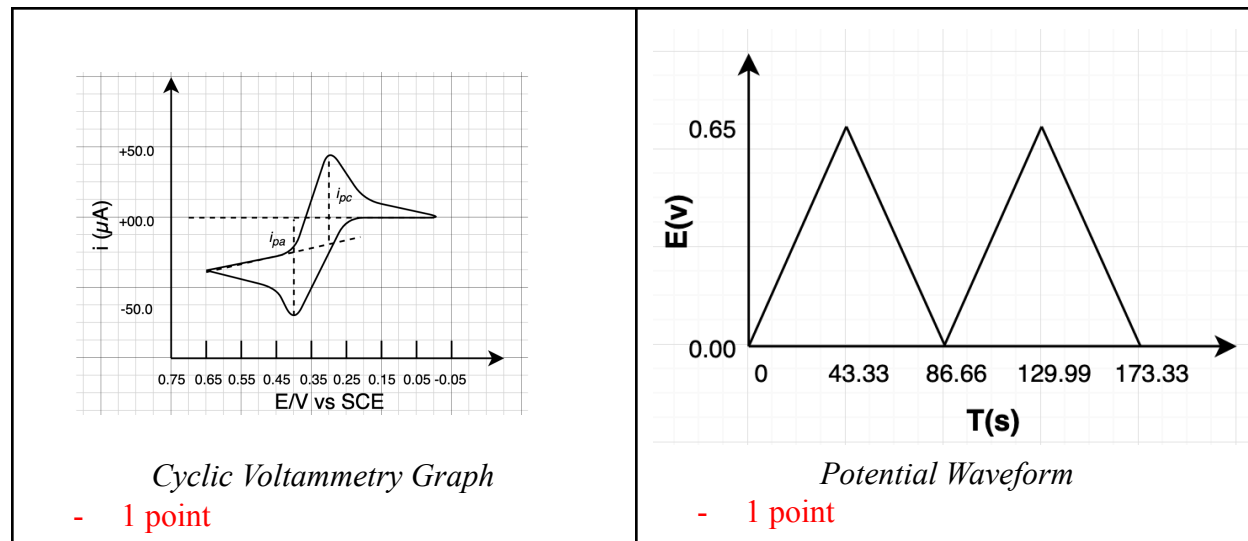 +50.0
i_pc
+00.0
i (μA)
i_pa
-50.0
0.75 0.65 0.55 0.45 0.35 0.25 0.15 0.05 -0.05
E/V vs SCE
Cyclic Voltammetry Graph
- 1 point
0.65
E(v)
0.00
0 43.33 86.66 129.99 173.33
T(s)
Potential Waveform
- 1 point